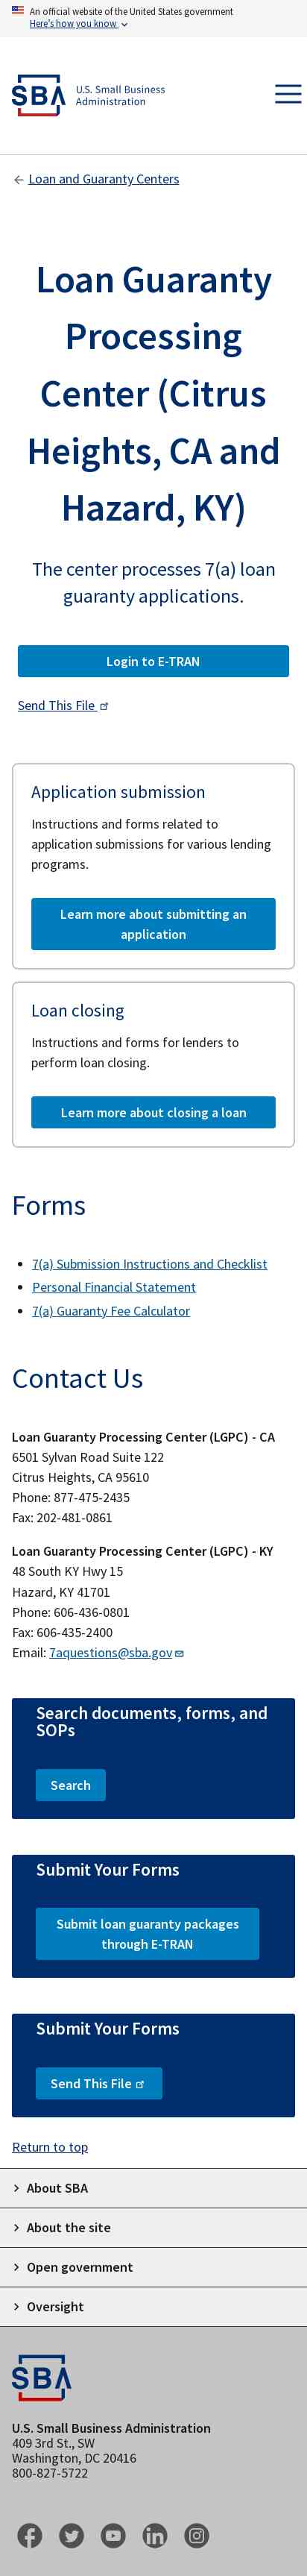 An official website of the United States government
Here's how you know
SBA
U.S. Small Business
Administration
Loan and Guaranty Centers
Loan Guaranty
Processing
Center (Citrus
Heights, CA and
Hazard, KY)
The center processes 7(a) loan
guaranty applications.
Login to E-TRAN
Send This File
Application submission
Instructions and forms related to
application submissions for various lending
programs.
Learn more about submitting an
application
Loan closing
Instructions and forms for lenders to
perform loan closing.
Learn more about closing a loan
Forms
7(a) Submission Instructions and Checklist
Personal Financial Statement
7(a) Guaranty Fee Calculator
Contact Us
Loan Guaranty Processing Center (LGPC) - CA
6501 Sylvan Road Suite 122
Citrus Heights, CA 95610
Phone: 877-475-2435
Fax: 202-481-0861
Loan Guaranty Processing Center (LGPC) - KY
48 South KY Hwy 15
Hazard, KY 41701
Phone: 606-436-0801
Fax: 606-435-2400
Email: 7aquestions@sba.gov
Search documents, forms, and
SOPs
Search
Submit Your Forms
Submit loan guaranty packages
through E-TRAN
Submit Your Forms
Send This File
Return to top
About SBA
About the site
Open government
Oversight
SBA
U.S. Small Business Administration
409 3rd St., SW
Washington, DC 20416
800-827-5722